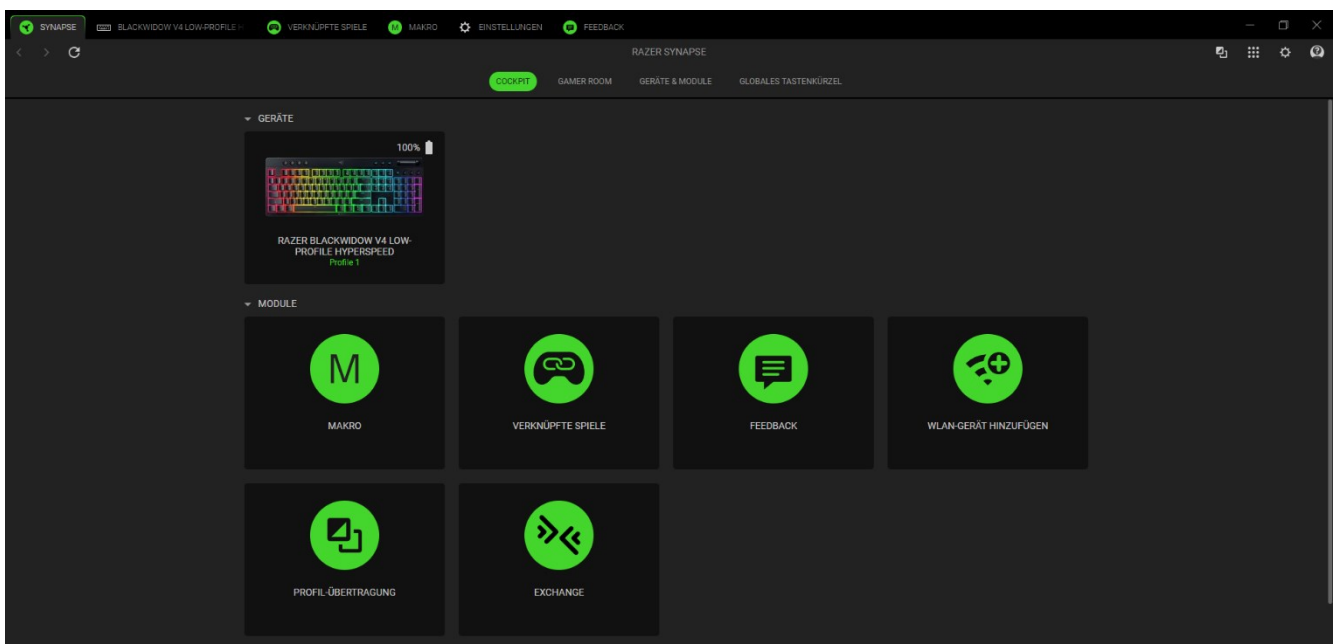 SYNAPSE
BLACKWIDOW V4 LOW-PROFILE H
VERKNÜPFTE SPIELE
M MAKRO
EINSTELLUNGEN
FEEDBACK
RAZER SYNAPSE
COCKPIT
GAMER ROOM
GERÄTE & MODULE
GLOBALES TASTENKÜRZEL
GERÄTE
100%
RAZER BLACKWIDOW V4 LOW-
PROFILE HYPERSPEED
Profile 1
MODULE
M
MAKRO
VERKNÜPFTE SPIELE
FEEDBACK
WLAN-GERÄT HINZUFÜGEN
PROFIL-ÜBERTRAGUNG
EXCHANGE